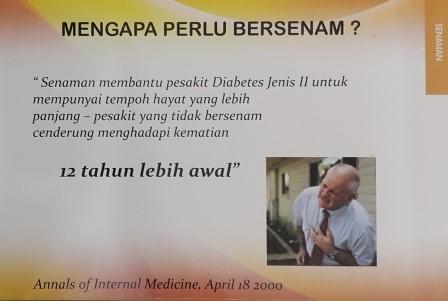 MENGAPA PERLU BERSENAM ?
SENAMAN
“ Senaman membantu pesakit Diabetes Jenis II untuk
mempunyai tempoh hayat yang lebih
panjang – pesakit yang tidak bersenam
cenderung menghadapi kematian
12 tahun lebih awal”
Annals of Internal Medicine, April 18 2000